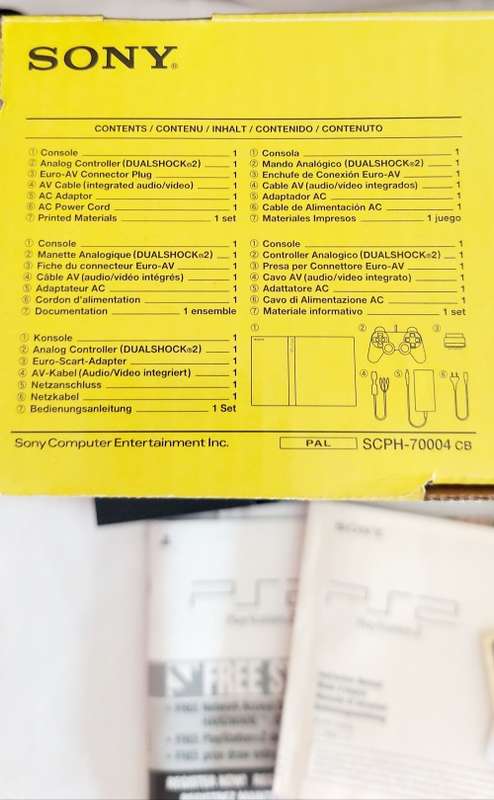 SONY®
CONTENTS / CONTENU / INHALT / CONTENIDO / CONTENUTO
① Console 1
② Analog Controller (DUALSHOCK®2) 1
③ Euro-AV Connector Plug 1
④ AV Cable (integrated audio/video) 1
⑤ AC Adaptor 1
⑥ AC Power Cord 1
⑦ Printed Materials 1 set
① Console 1
② Manette Analogique (DUALSHOCK®2) 1
③ Fiche du connecteur Euro-AV 1
④ Câble AV (audio/vidéo intégrés) 1
⑤ Adaptateur AC 1
⑥ Cordon d'alimentation 1
⑦ Documentation 1 ensemble
① Konsole 1
② Analog Controller (DUALSHOCK®2) 1
③ Euro-Scart-Adapter 1
④ AV-Kabel (Audio/Video integriert) 1
⑤ Netzanschluss 1
⑥ Netzkabel 1
⑦ Bedienungsanleitung 1 Set
① Consola 1
② Mando Analógico (DUALSHOCK®2) 1
③ Enchufe de Conexión Euro-AV 1
④ Cable AV (audio/video integrados) 1
⑤ Adaptador AC 1
⑥ Cable de Alimentación AC 1
⑦ Materiales Impresos 1 juego
① Console 1
② Controller Analogico (DUALSHOCK®2) 1
③ Presa per Connettore Euro-AV 1
④ Cavo AV (audio/video integrato) 1
⑤ Adattatore AC 1
⑥ Cavo di Alimentazione AC 1
⑦ Materiale informativo 1 set
① ② ③
④ ⑤ ⑥
Sony Computer Entertainment Inc. PAL SCPH-70004 CB
SONY
PS2 PS2
PlayStation 2
FREE